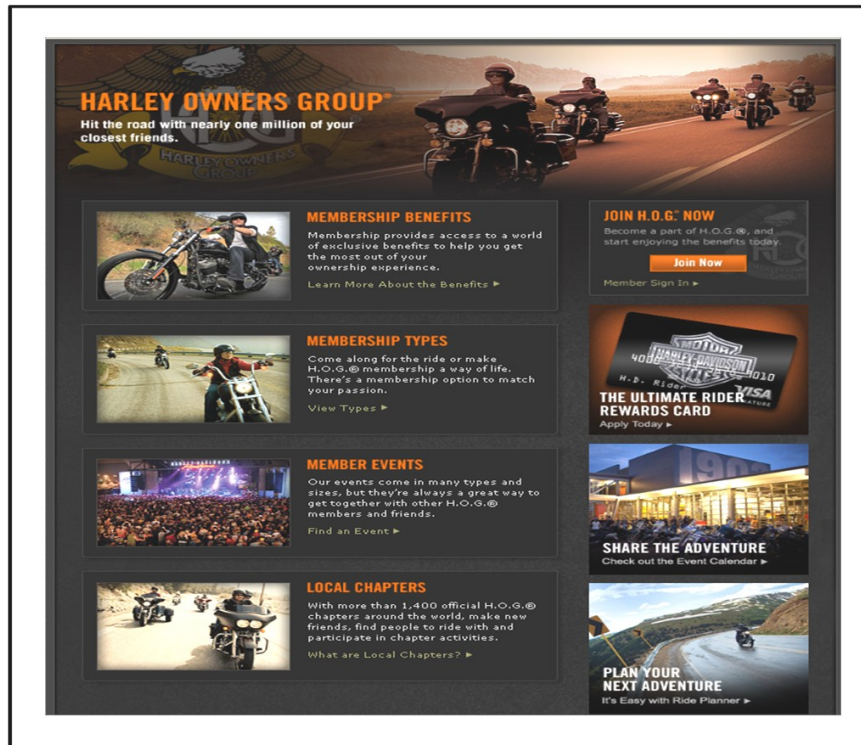 HARLEY OWNERS GROUP®
Hit the road with nearly one million of your
closest friends.
HARLEY OWNERS
GROUP
MEMBERSHIP BENEFITS
Membership provides access to a world
of exclusive benefits to help you get
the most out of your
ownership experience.
Learn More About the Benefits ►
MEMBERSHIP TYPES
Come along for the ride or make
H.O.G.® membership a way of life.
There's a membership option to match
your passion.
View Types ►
HARLEY-DAVIDSON
MEMBER EVENTS
Our events come in many types and
sizes, but they're always a great way to
get together with other H.O.G.®
members and friends.
Find an Event ►
LOCAL CHAPTERS
With more than 1,400 official H.O.G.®
chapters around the world, make new
friends, find people to ride with and
participate in chapter activities.
What are Local Chapters? ►
JOIN H.O.G.™ NOW
Become a part of H.O.G.®, and
start enjoying the benefits today.
Join Now
Member Sign In ►
MOTOR
HARLEY-DAVIDSON
CYCLES
1010
H-D. Rider
VISA
THE ULTIMATE RIDER
REWARDS CARD
Apply Today ►
1903
SHARE THE ADVENTURE
Check out the Event Calendar ►
PLAN YOUR
NEXT ADVENTURE
It's Easy with Ride Planner ►